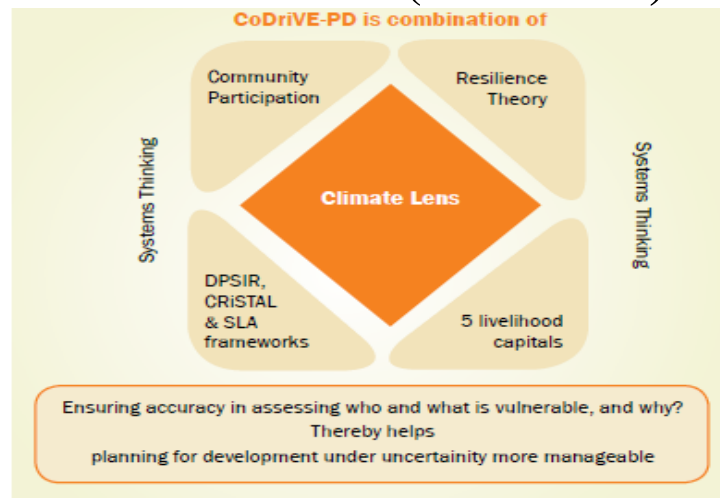 CoDriVE-PD is combination of
Community
Participation
Resilience
Theory
Systems Thinking
Climate Lens
Systems Thinking
DPSIR,
CRiSTAL
& SLA
frameworks
5 livelihood
capitals
Ensuring accuracy in assessing who and what is vulnerable, and why?
Thereby helps
planning for development under uncertainity more manageable